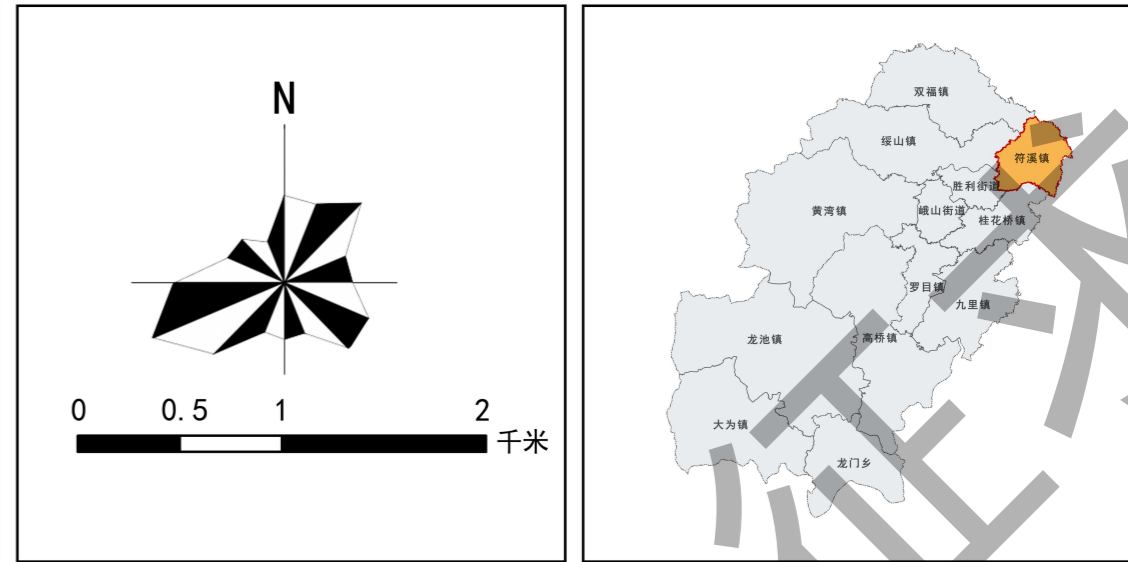 N
0 0.5 1 2 千米
双福镇
绥山镇
符溪镇
胜利街道
黄湾镇
峨山街道
桂花桥镇
罗目镇
九里镇
龙池镇
高桥镇
大为镇
龙门乡